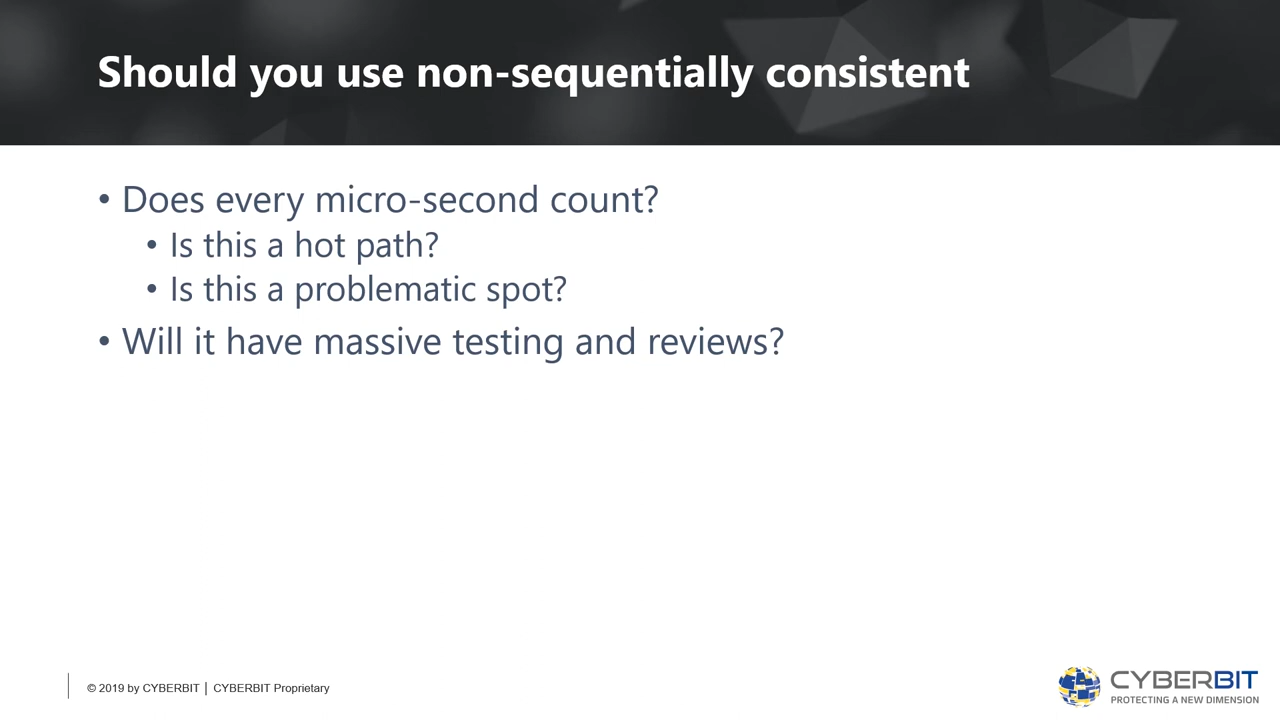 Should you use non-sequentially consistent
• Does every micro-second count?
• Is this a hot path?
• Is this a problematic spot?
• Will it have massive testing and reviews?
© 2019 by CYBERBIT │ CYBERBIT Proprietary
CYBERBIT
PROTECTING A NEW DIMENSION